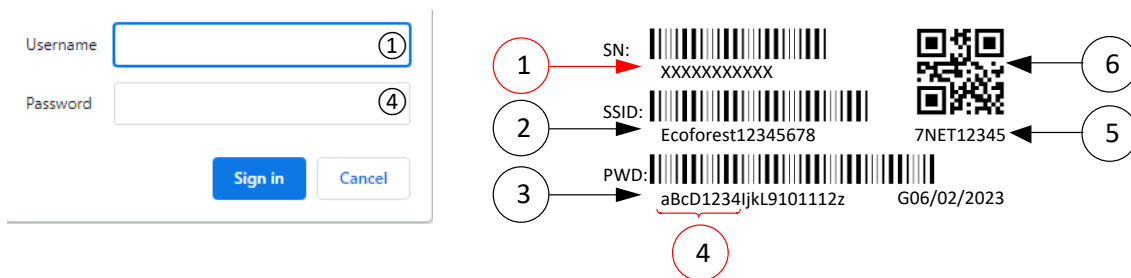 Username ①
Password ④
Sign in Cancel
SN:
XXXXXXXXXXX
1
6
SSID:
Ecoforest12345678
2
7NET12345
5
PWD:
aBcD1234IjkL9101112z
3
G06/02/2023
4